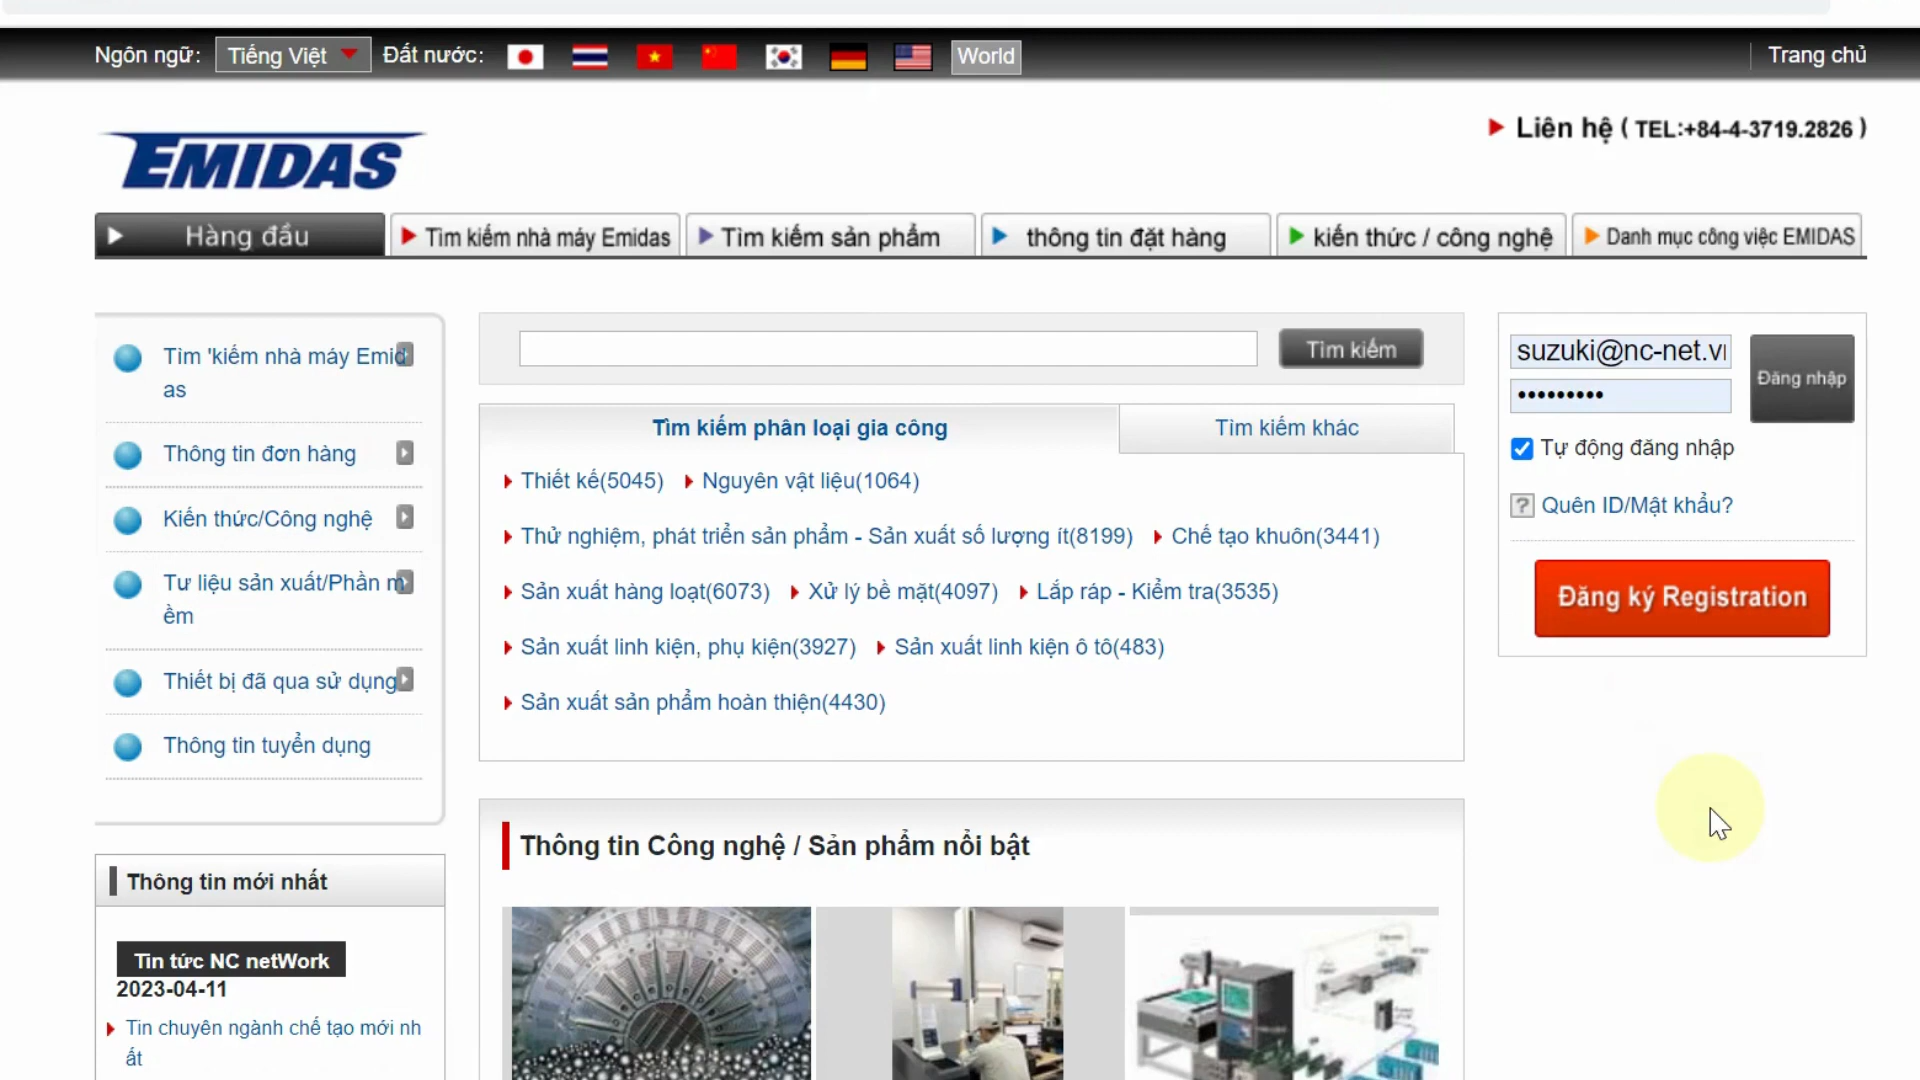 Ngôn ngữ: Tiếng Việt Đất nước: World Trang chủ
EMIDAS
Liên hệ ( TEL:+84-4-3719.2826 )
Hàng đầu
Tìm kiếm nhà máy Emidas
Tìm kiếm sản phẩm
thông tin đặt hàng
kiến thức / công nghệ
Danh mục công việc EMIDAS
Tìm 'kiếm nhà máy Emid
as
Thông tin đơn hàng
Kiến thức/Công nghệ
Tư liệu sản xuất/Phần m
ềm
Thiết bị đã qua sử dụng
Thông tin tuyển dụng
Thông tin mới nhất
Tin tức NC netWork
2023-04-11
Tin chuyên ngành chế tạo mới nh
ất
Tìm kiếm
Tìm kiếm phân loại gia công
Tìm kiếm khác
Thiết kế(5045) Nguyên vật liệu(1064)
Thử nghiệm, phát triển sản phẩm - Sản xuất số lượng ít(8199) Chế tạo khuôn(3441)
Sản xuất hàng loạt(6073) Xử lý bề mặt(4097) Lắp ráp - Kiểm tra(3535)
Sản xuất linh kiện, phụ kiện(3927) Sản xuất linh kiện ô tô(483)
Sản xuất sản phẩm hoàn thiện(4430)
Thông tin Công nghệ / Sản phẩm nổi bật
suzuki@nc-net.vn
•••••••••
Đăng nhập
Tự động đăng nhập
? Quên ID/Mật khẩu?
Đăng ký Registration